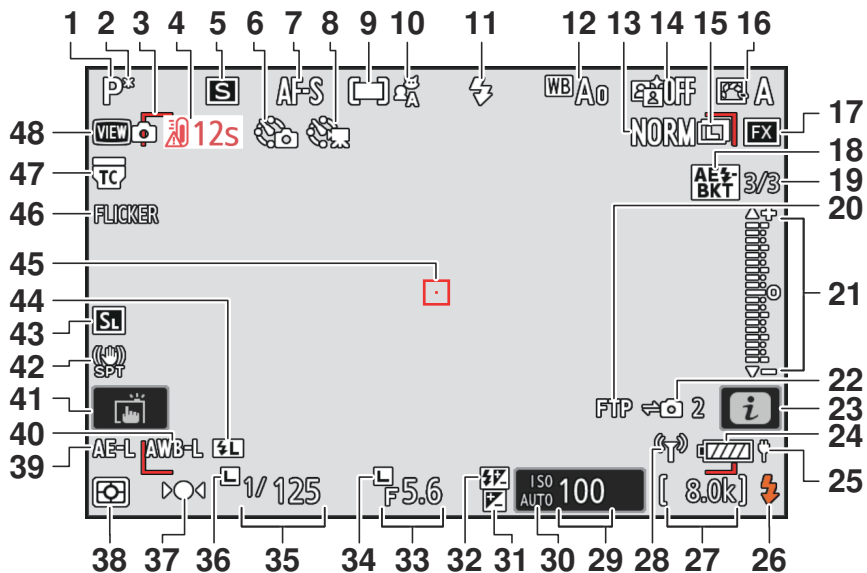 1 2 3 4 5 6 7 8 9 10 11 12 13 14 15 16
P* S AF-S A WB A0 OFF A
48 VIEW 12s NORM L FX 17
47 TC AE BKT 3/3 18 19
46 FLICKER 20
45
44 21
43 SL
42 SPT
41 FTP 2 i 22 23
40 24
39 AE-L AWB-L L 25
38 37 36 L 1/125 35 34 L F5.6 33 32 31 ISO AUTO 100 30 29 28 [8.0k] 27 26